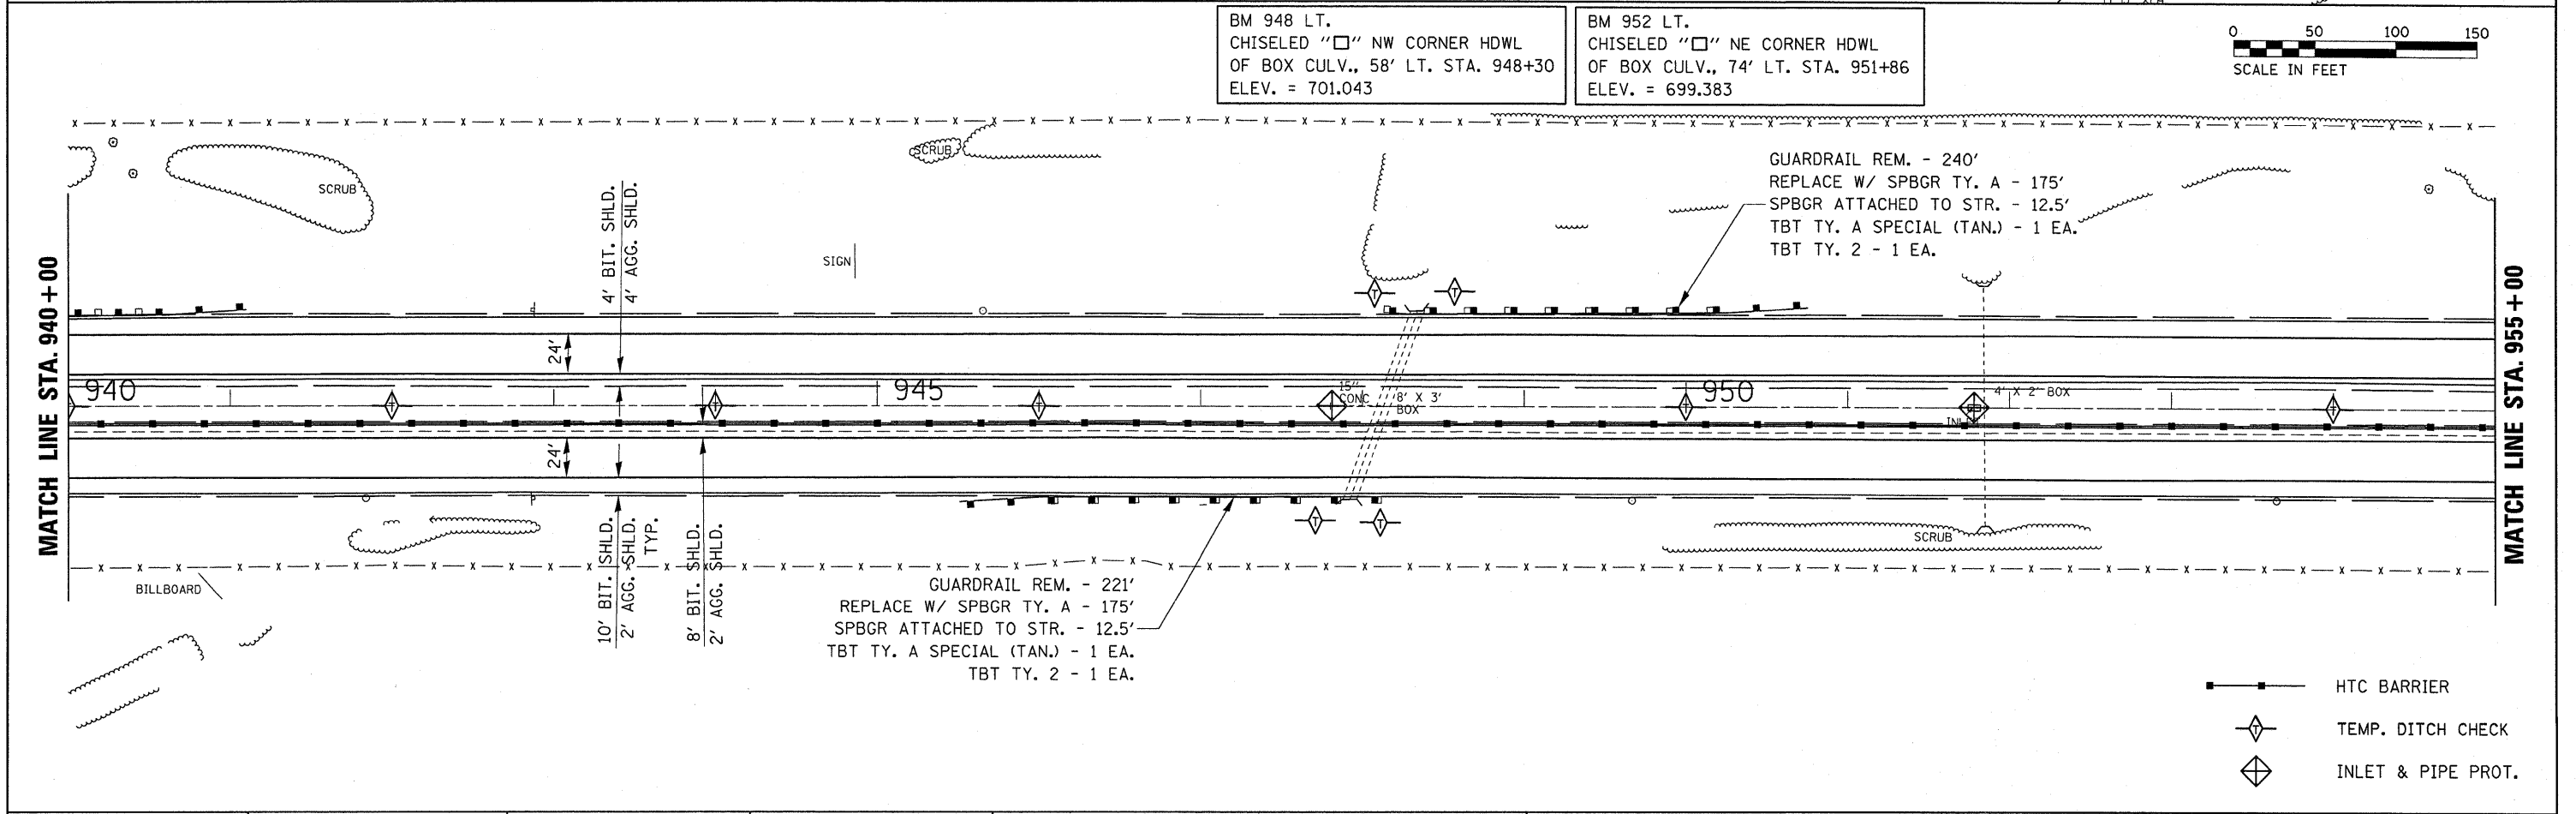 BM 948 LT.
CHISELED "□" NW CORNER HDWL
OF BOX CULV., 58' LT. STA. 948+30
ELEV. = 701.043
BM 952 LT.
CHISELED "□" NE CORNER HDWL
OF BOX CULV., 74' LT. STA. 951+86
ELEV. = 699.383
0 50 100 150
SCALE IN FEET
SCRUB
SCRUB
GUARDRAIL REM. - 240'
REPLACE W/ SPBGR TY. A - 175'
SPBGR ATTACHED TO STR. - 12.5'
TBT TY. A SPECIAL (TAN.) - 1 EA.
TBT TY. 2 - 1 EA.
4' BIT. SHLD.
4' AGG. SHLD.
SIGN
MATCH LINE STA. 940+00
MATCH LINE STA. 955+00
T
T
24'
940
945
950
15"
CONC
8' X 3'
BOX
4' X 2' BOX
T
T
T
T
T
INL
24'
T
T
10' BIT. SHLD.
2' AGG. SHLD.
TYP.
8' BIT. SHLD.
2' AGG. SHLD.
SCRUB
BILLBOARD
GUARDRAIL REM. - 221'
REPLACE W/ SPBGR TY. A - 175'
SPBGR ATTACHED TO STR. - 12.5'
TBT TY. A SPECIAL (TAN.) - 1 EA.
TBT TY. 2 - 1 EA.
HTC BARRIER
T TEMP. DITCH CHECK
INLET & PIPE PROT.